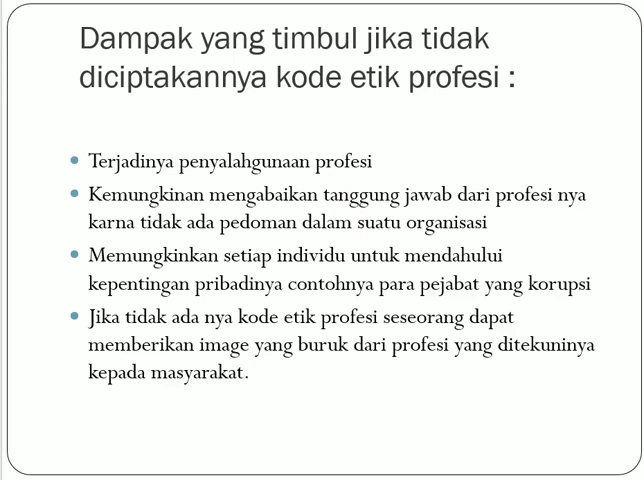 Dampak yang timbul jika tidak
diciptakannya kode etik profesi :
Terjadinya penyalahgunaan profesi
Kemungkinan mengabaikan tanggung jawab dari profesi nya
karna tidak ada pedoman dalam suatu organisasi
Memungkinkan setiap individu untuk mendahului
kepentingan pribadinya contohnya para pejabat yang korupsi
Jika tidak ada nya kode etik profesi seseorang dapat
memberikan image yang buruk dari profesi yang ditekuninya
kepada masyarakat.